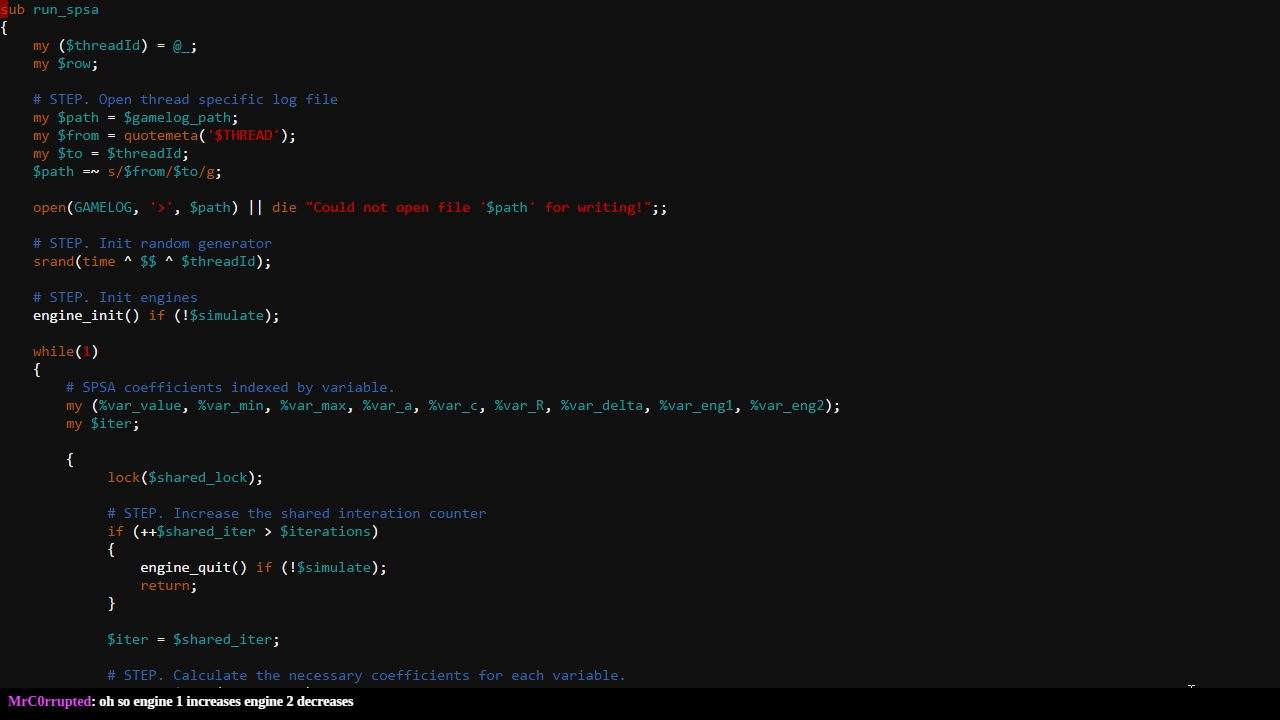 sub run_spsa
{
    my ($threadId) = @_;
    my $row;

    # STEP. Open thread specific log file
    my $path = $gamelog_path;
    my $from = quotemeta('$THREAD');
    my $to = $threadId;
    $path =~ s/$from/$to/g;

    open(GAMELOG, '>', $path) || die "Could not open file '$path' for writing!";;

    # STEP. Init random generator
    srand(time ^ $$ ^ $threadId);

    # STEP. Init engines
    engine_init() if (!$simulate);

    while(1)
    {
        # SPSA coefficients indexed by variable.
        my (%var_value, %var_min, %var_max, %var_a, %var_c, %var_R, %var_delta, %var_eng1, %var_eng2);
        my $iter;

        {
             lock($shared_lock);

             # STEP. Increase the shared interation counter
             if (++$shared_iter > $iterations)
             {
                 engine_quit() if (!$simulate);
                 return;
             }

             $iter = $shared_iter;

             # STEP. Calculate the necessary coefficients for each variable.
MrC0rrupted: oh so engine 1 increases engine 2 decreases